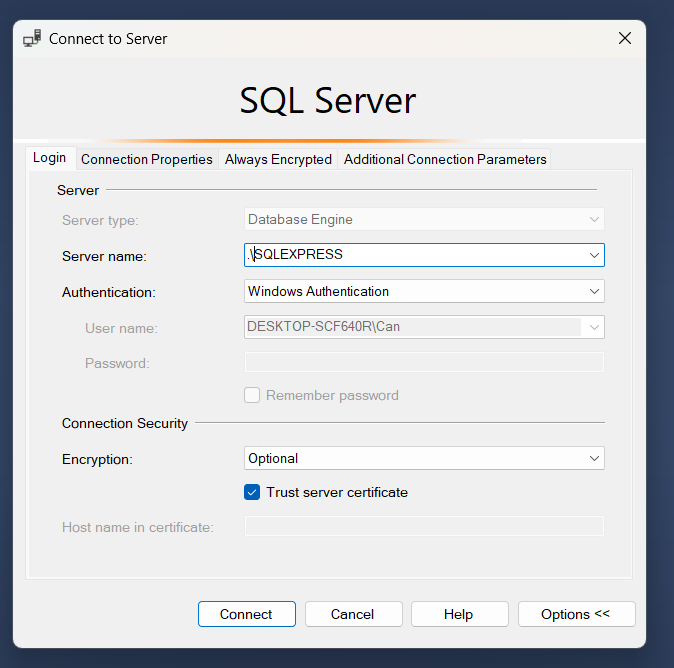 Connect to Server
SQL Server
Login Connection Properties Always Encrypted Additional Connection Parameters
Server
Server type: Database Engine
Server name: .\SQLEXPRESS
Authentication: Windows Authentication
User name: DESKTOP-SCF640R\Can
Password:
Remember password
Connection Security
Encryption: Optional
Trust server certificate
Host name in certificate:
Connect Cancel Help Options <<